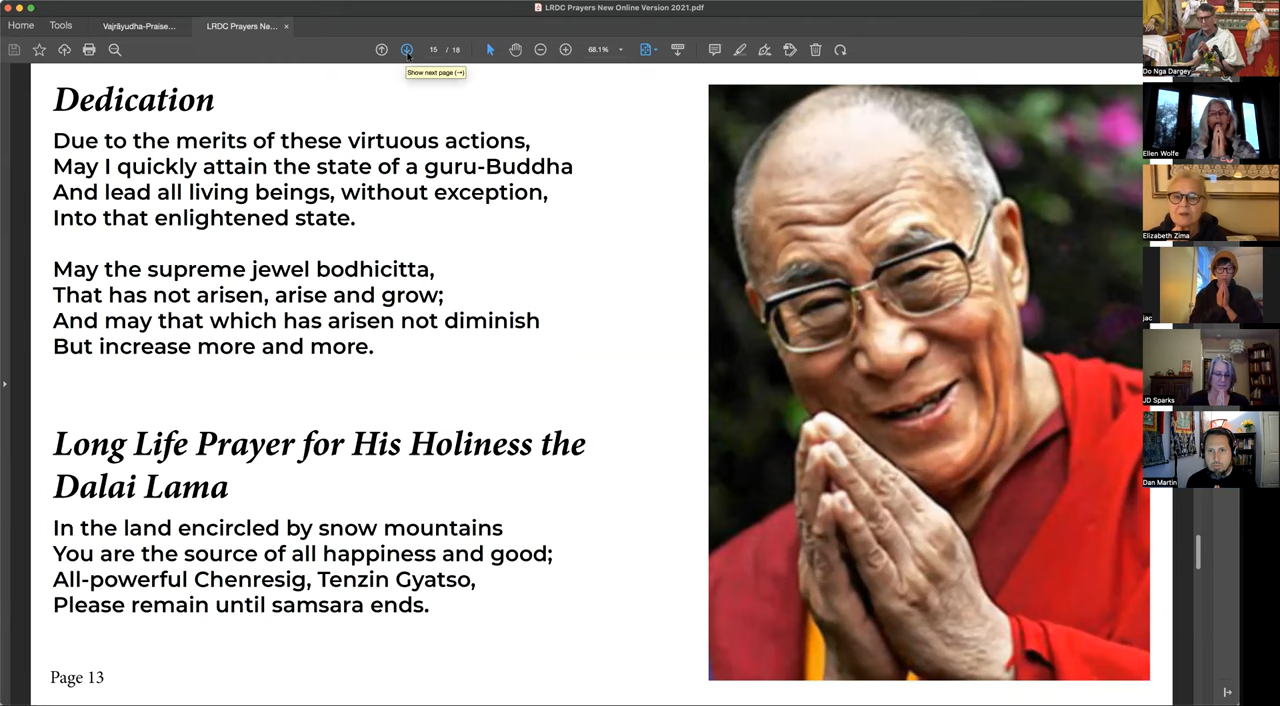 LRDC Prayers New Online Version 2021.pdf
Home
Tools
Vajrāyudha-Praise...
LRDC Prayers Ne...
×
15 / 18
68.1%
Show next page (→)
Dedication
Due to the merits of these virtuous actions,
May I quickly attain the state of a guru-Buddha
And lead all living beings, without exception,
Into that enlightened state.
May the supreme jewel bodhicitta,
That has not arisen, arise and grow;
And may that which has arisen not diminish
But increase more and more.
Long Life Prayer for His Holiness the
Dalai Lama
In the land encircled by snow mountains
You are the source of all happiness and good;
All-powerful Chenresig, Tenzin Gyatso,
Please remain until samsara ends.
Page 13
Do Nga Dargey
Ellen Wolfe
Elizabeth Zima
jac
JD Sparks
Dan Martin